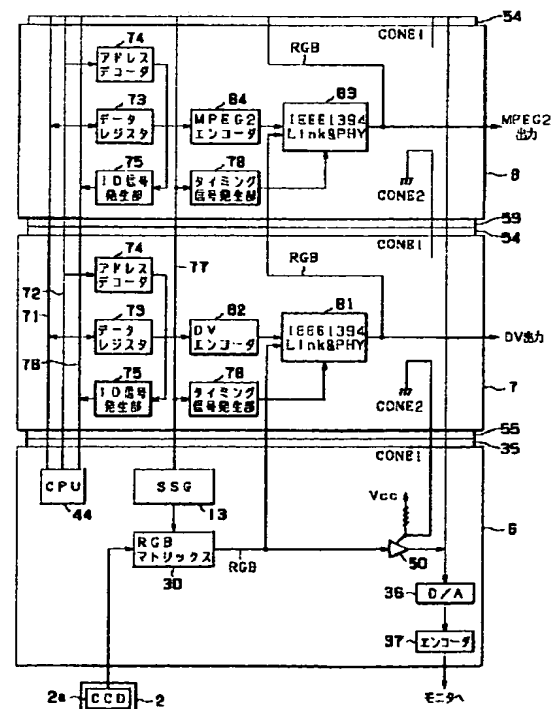 54
CONE1
74
RGB
アドレス
デコーダ
73
84
83
データ
レジスタ
MPEG2
エンコーダ
IEEE1394
Link&PHY
MPEG2
出力
75
78
ID信号
発生部
タイミング
信号発生部
8
CONE2
59
54
CONE1
74
77
RGB
72
アドレス
デコーダ
71
73
82
81
データ
レジスタ
DV
エンコーダ
IEEE1394
Link&PHY
DV出力
7B
75
78
ID信号
発生部
タイミング
信号発生部
7
CONE2
55
35
CONE1
CPU
SSG
Vcc
44
13
6
RGB
マトリックス
RGB
50
30
36
D/A
37
エンコーダ
2a
CCD
2
モニタへ